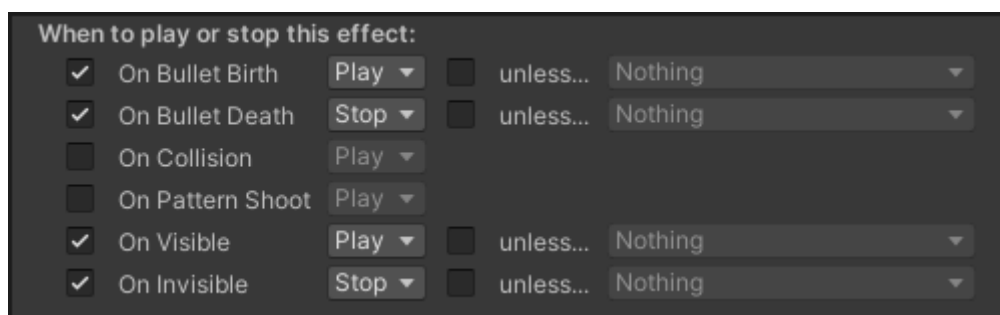 When to play or stop this effect:
On Bullet Birth Play unless... Nothing
On Bullet Death Stop unless... Nothing
On Collision Play
On Pattern Shoot Play
On Visible Play unless... Nothing
On Invisible Stop unless... Nothing